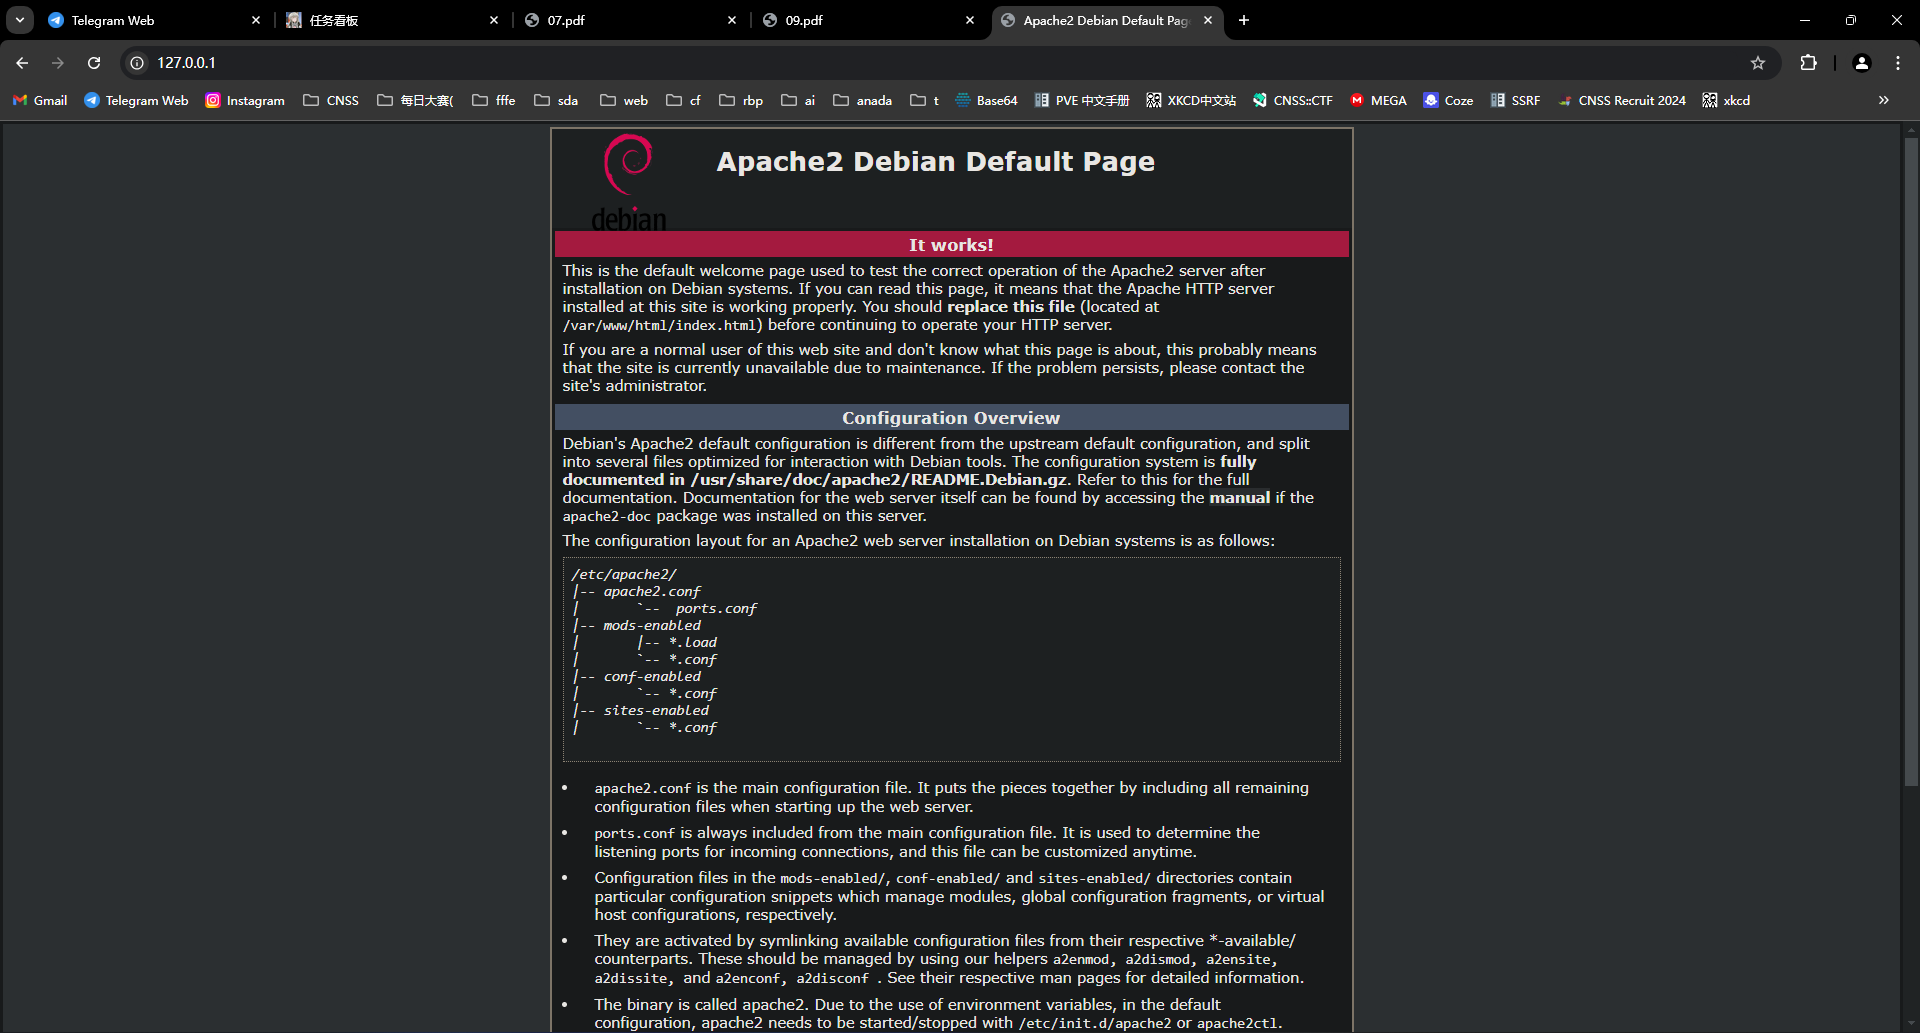 Telegram Web
任务看板
07.pdf
09.pdf
Apache2 Debian Default Pag
127.0.0.1
Gmail
Telegram Web
Instagram
CNSS
每日大赛(
fffe
sda
web
cf
rbp
ai
anada
t
Base64
PVE 中文手册
XKCD中文站
CNSS::CTF
MEGA
Coze
SSRF
CNSS Recruit 2024
xkcd
debian
Apache2 Debian Default Page
It works!
This is the default welcome page used to test the correct operation of the Apache2 server after
installation on Debian systems. If you can read this page, it means that the Apache HTTP server
installed at this site is working properly. You should replace this file (located at
/var/www/html/index.html) before continuing to operate your HTTP server.
If you are a normal user of this web site and don't know what this page is about, this probably means
that the site is currently unavailable due to maintenance. If the problem persists, please contact the
site's administrator.
Configuration Overview
Debian's Apache2 default configuration is different from the upstream default configuration, and split
into several files optimized for interaction with Debian tools. The configuration system is fully
documented in /usr/share/doc/apache2/README.Debian.gz. Refer to this for the full
documentation. Documentation for the web server itself can be found by accessing the manual if the
apache2-doc package was installed on this server.
The configuration layout for an Apache2 web server installation on Debian systems is as follows:
/etc/apache2/
|-- apache2.conf
|       `--  ports.conf
|-- mods-enabled
|       |-- *.load
|       `-- *.conf
|-- conf-enabled
|       `-- *.conf
|-- sites-enabled
|       `-- *.conf
• apache2.conf is the main configuration file. It puts the pieces together by including all remaining
configuration files when starting up the web server.
• ports.conf is always included from the main configuration file. It is used to determine the
listening ports for incoming connections, and this file can be customized anytime.
• Configuration files in the mods-enabled/, conf-enabled/ and sites-enabled/ directories contain
particular configuration snippets which manage modules, global configuration fragments, or virtual
host configurations, respectively.
• They are activated by symlinking available configuration files from their respective *-available/
counterparts. These should be managed by using our helpers a2enmod, a2dismod, a2ensite,
a2dissite, and a2enconf, a2disconf . See their respective man pages for detailed information.
• The binary is called apache2. Due to the use of environment variables, in the default
configuration, apache2 needs to be started/stopped with /etc/init.d/apache2 or apache2ctl.